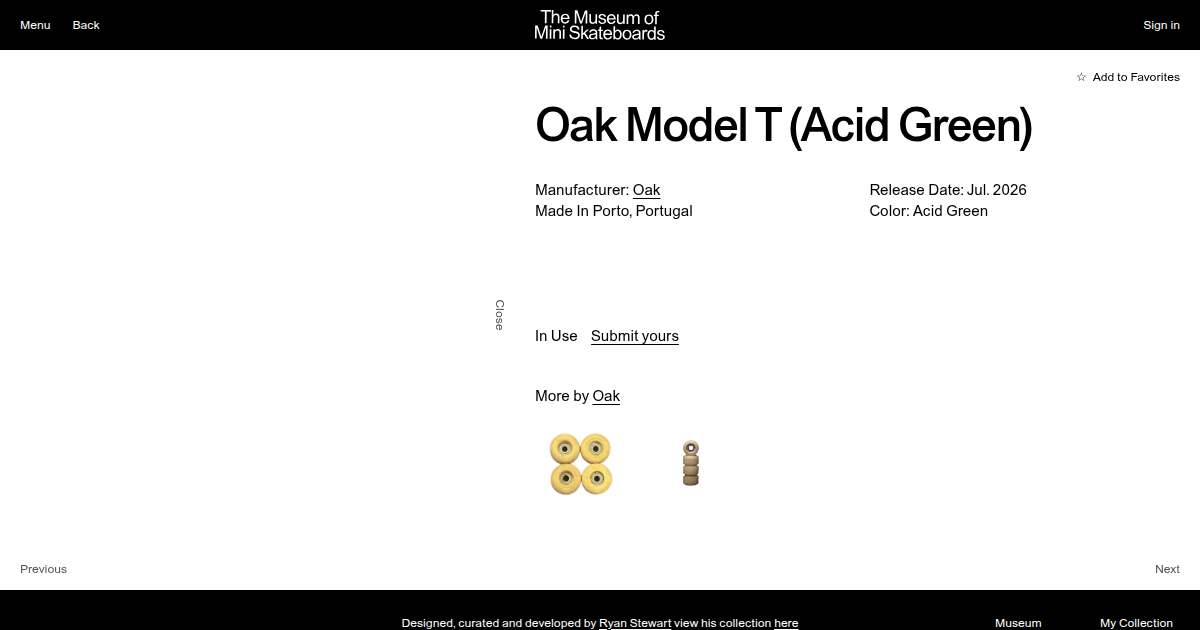 Menu
Back
The Museum of
Mini Skateboards
Sign in
☆ Add to Favorites
Oak Model T (Acid Green)
Manufacturer: Oak
Made In Porto, Portugal
Release Date: Jul. 2026
Color: Acid Green
Close
In Use
Submit yours
More by Oak
Previous
Next
Designed, curated and developed by Ryan Stewart view his collection here
Museum
My Collection